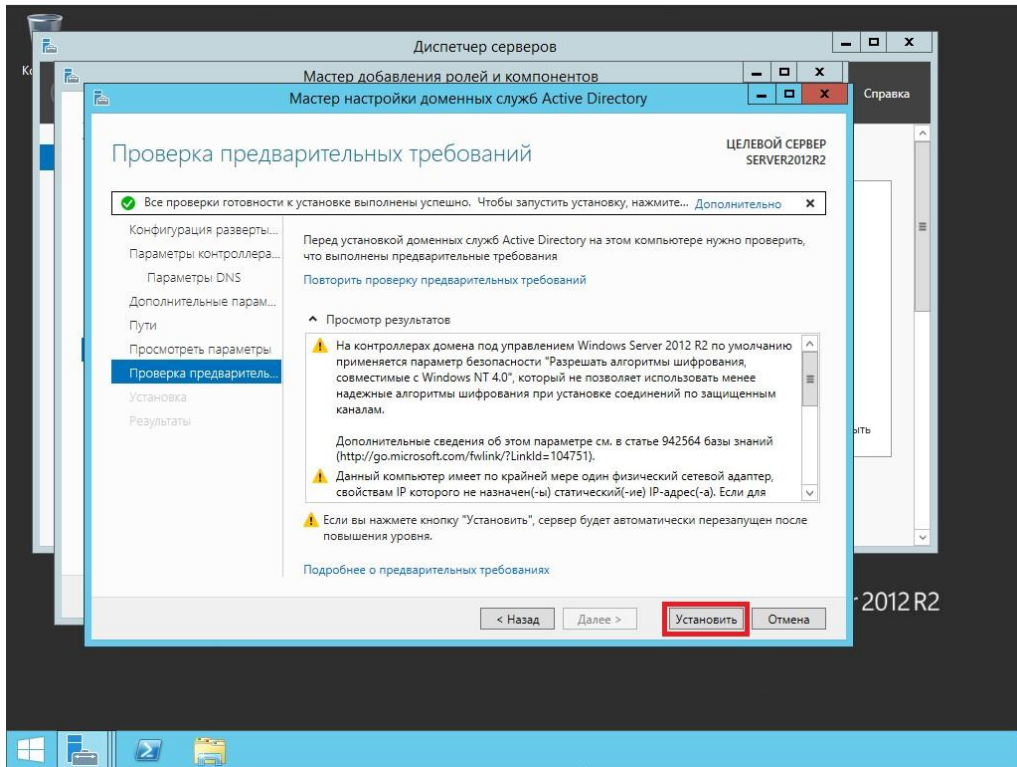 Диспетчер серверов
Мастер добавления ролей и компонентов
Мастер настройки доменных служб Active Directory
Справка
Проверка предварительных требований
ЦЕЛЕВОЙ СЕРВЕР
SERVER2012R2
Все проверки готовности к установке выполнены успешно. Чтобы запустить установку, нажмите... Дополнительно
Конфигурация разверты...
Параметры контроллера...
Параметры DNS
Дополнительные парам...
Пути
Просмотреть параметры
Проверка предваритель...
Установка
Результаты
Перед установкой доменных служб Active Directory на этом компьютере нужно проверить,
что выполнены предварительные требования
Повторить проверку предварительных требований
Просмотр результатов
На контроллерах домена под управлением Windows Server 2012 R2 по умолчанию
применяется параметр безопасности "Разрешать алгоритмы шифрования,
совместимые с Windows NT 4.0", который не позволяет использовать менее
надежные алгоритмы шифрования при установке соединений по защищенным
каналам.
Дополнительные сведения об этом параметре см. в статье 942564 базы знаний
(http://go.microsoft.com/fwlink/?LinkId=104751).
Данный компьютер имеет по крайней мере один физический сетевой адаптер,
свойствам IP которого не назначен(-ы) статический(-ие) IP-адрес(-а). Если для
Если вы нажмете кнопку "Установить", сервер будет автоматически перезапущен после
повышения уровня.
Подробнее о предварительных требованиях
< Назад
Далее >
Установить
Отмена
2012 R2